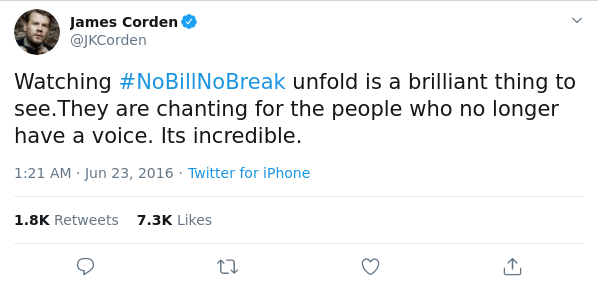 James Corden
@JKCorden
Watching #NoBillNoBreak unfold is a brilliant thing to
see.They are chanting for the people who no longer
have a voice. Its incredible.
1:21 AM · Jun 23, 2016 · Twitter for iPhone
1.8K Retweets 7.3K Likes